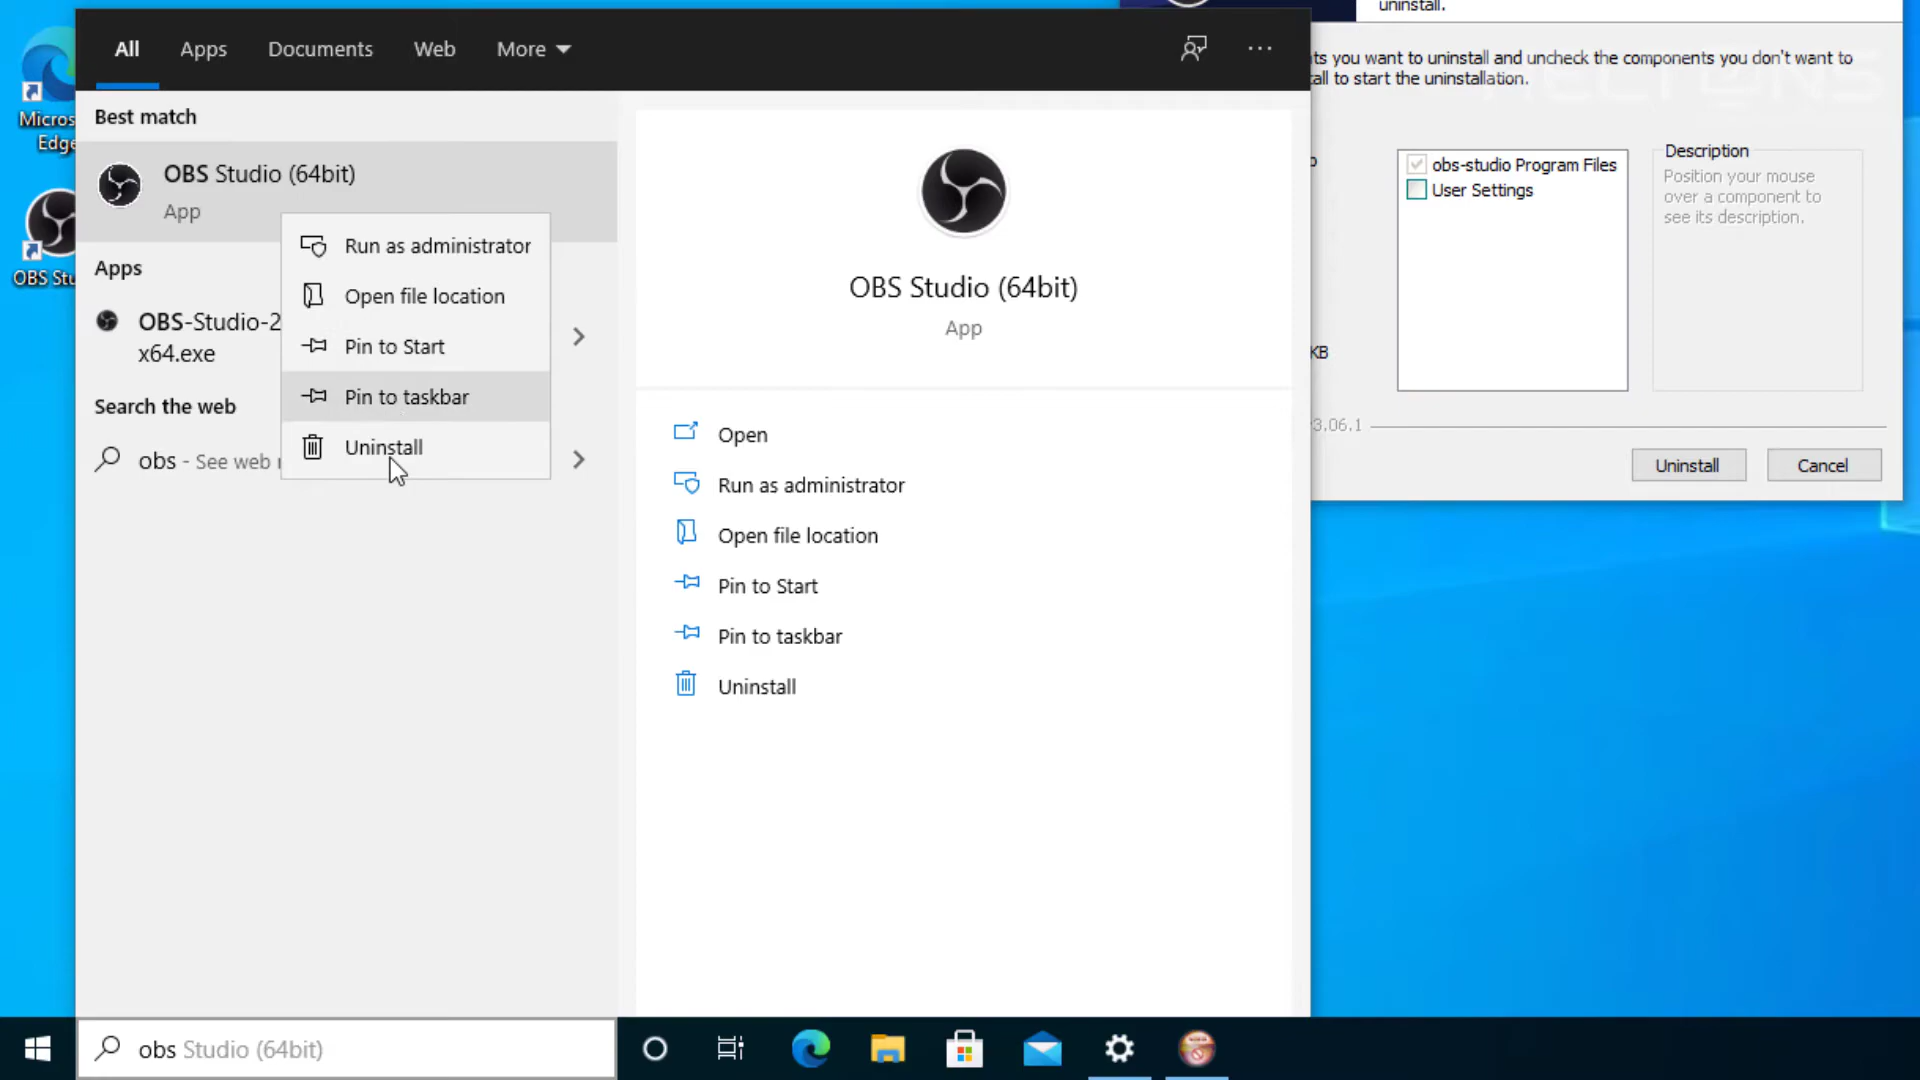 All Apps Documents Web More
Best match
OBS Studio (64bit)
App
Apps
OBS-Studio-2
x64.exe
Search the web
obs - See web
Run as administrator
Open file location
Pin to Start
Pin to taskbar
Uninstall
OBS Studio (64bit)
App
Open
Run as administrator
Open file location
Pin to Start
Pin to taskbar
Uninstall
Micros
Edge
OBS Stu
uninstall.
ts you want to uninstall and uncheck the components you don't want to
all to start the uninstallation.
obs-studio Program Files
User Settings
Description
Position your mouse
over a component to
see its description.
KB
3.06.1
Uninstall Cancel
obs Studio (64bit)